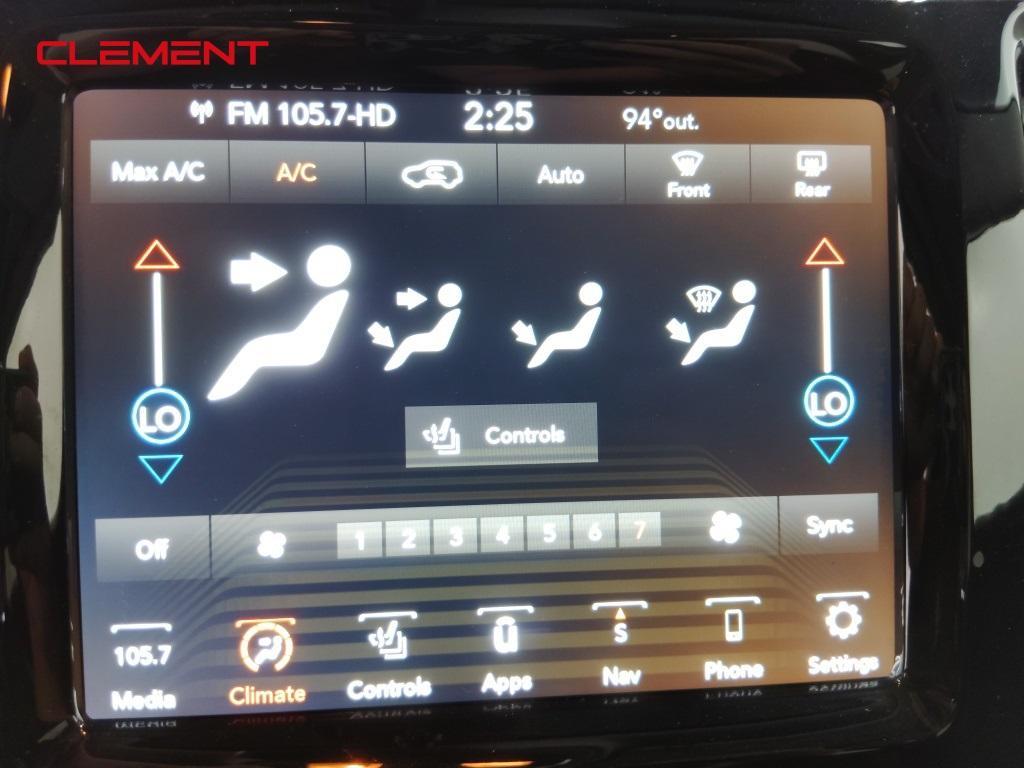 CLEMENT
FM 105.7-HD 2:25 94°out.
Max A/C A/C Auto Front Rear
LO LO
Controls
Off 1 2 3 4 5 6 7 Sync
105.7 S
Media Climate Controls Apps Nav Phone Settings